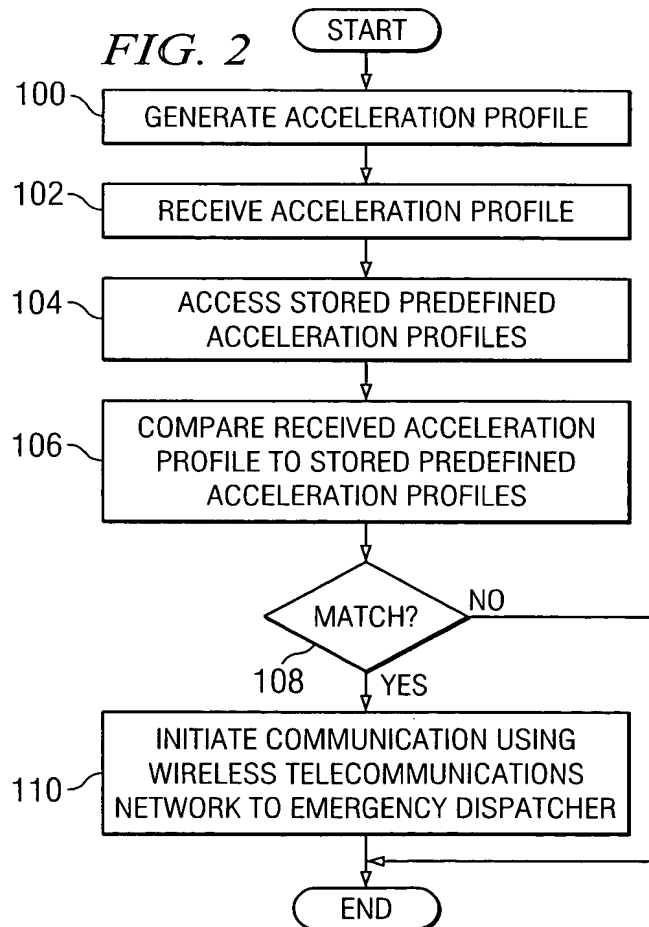 FIG. 2
START
100
GENERATE ACCELERATION PROFILE
102
RECEIVE ACCELERATION PROFILE
104
ACCESS STORED PREDEFINED
ACCELERATION PROFILES
106
COMPARE RECEIVED ACCELERATION
PROFILE TO STORED PREDEFINED
ACCELERATION PROFILES
MATCH?
NO
108
YES
110
INITIATE COMMUNICATION USING
WIRELESS TELECOMMUNICATIONS
NETWORK TO EMERGENCY DISPATCHER
END